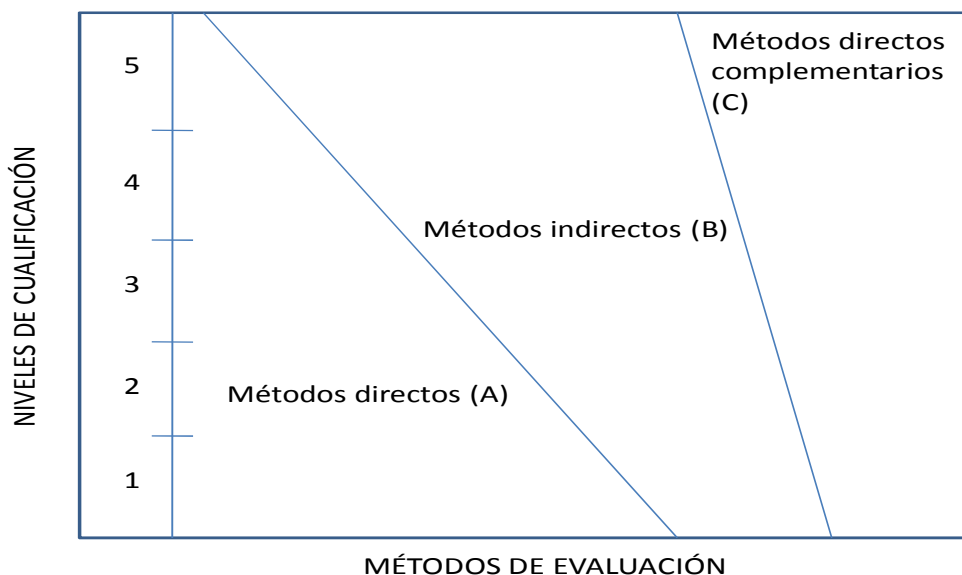 Métodos directos
complementarios
(C)
5
4
Métodos indirectos (B)
3
2
Métodos directos (A)
1
NIVELES DE CUALIFICACIÓN
MÉTODOS DE EVALUACIÓN